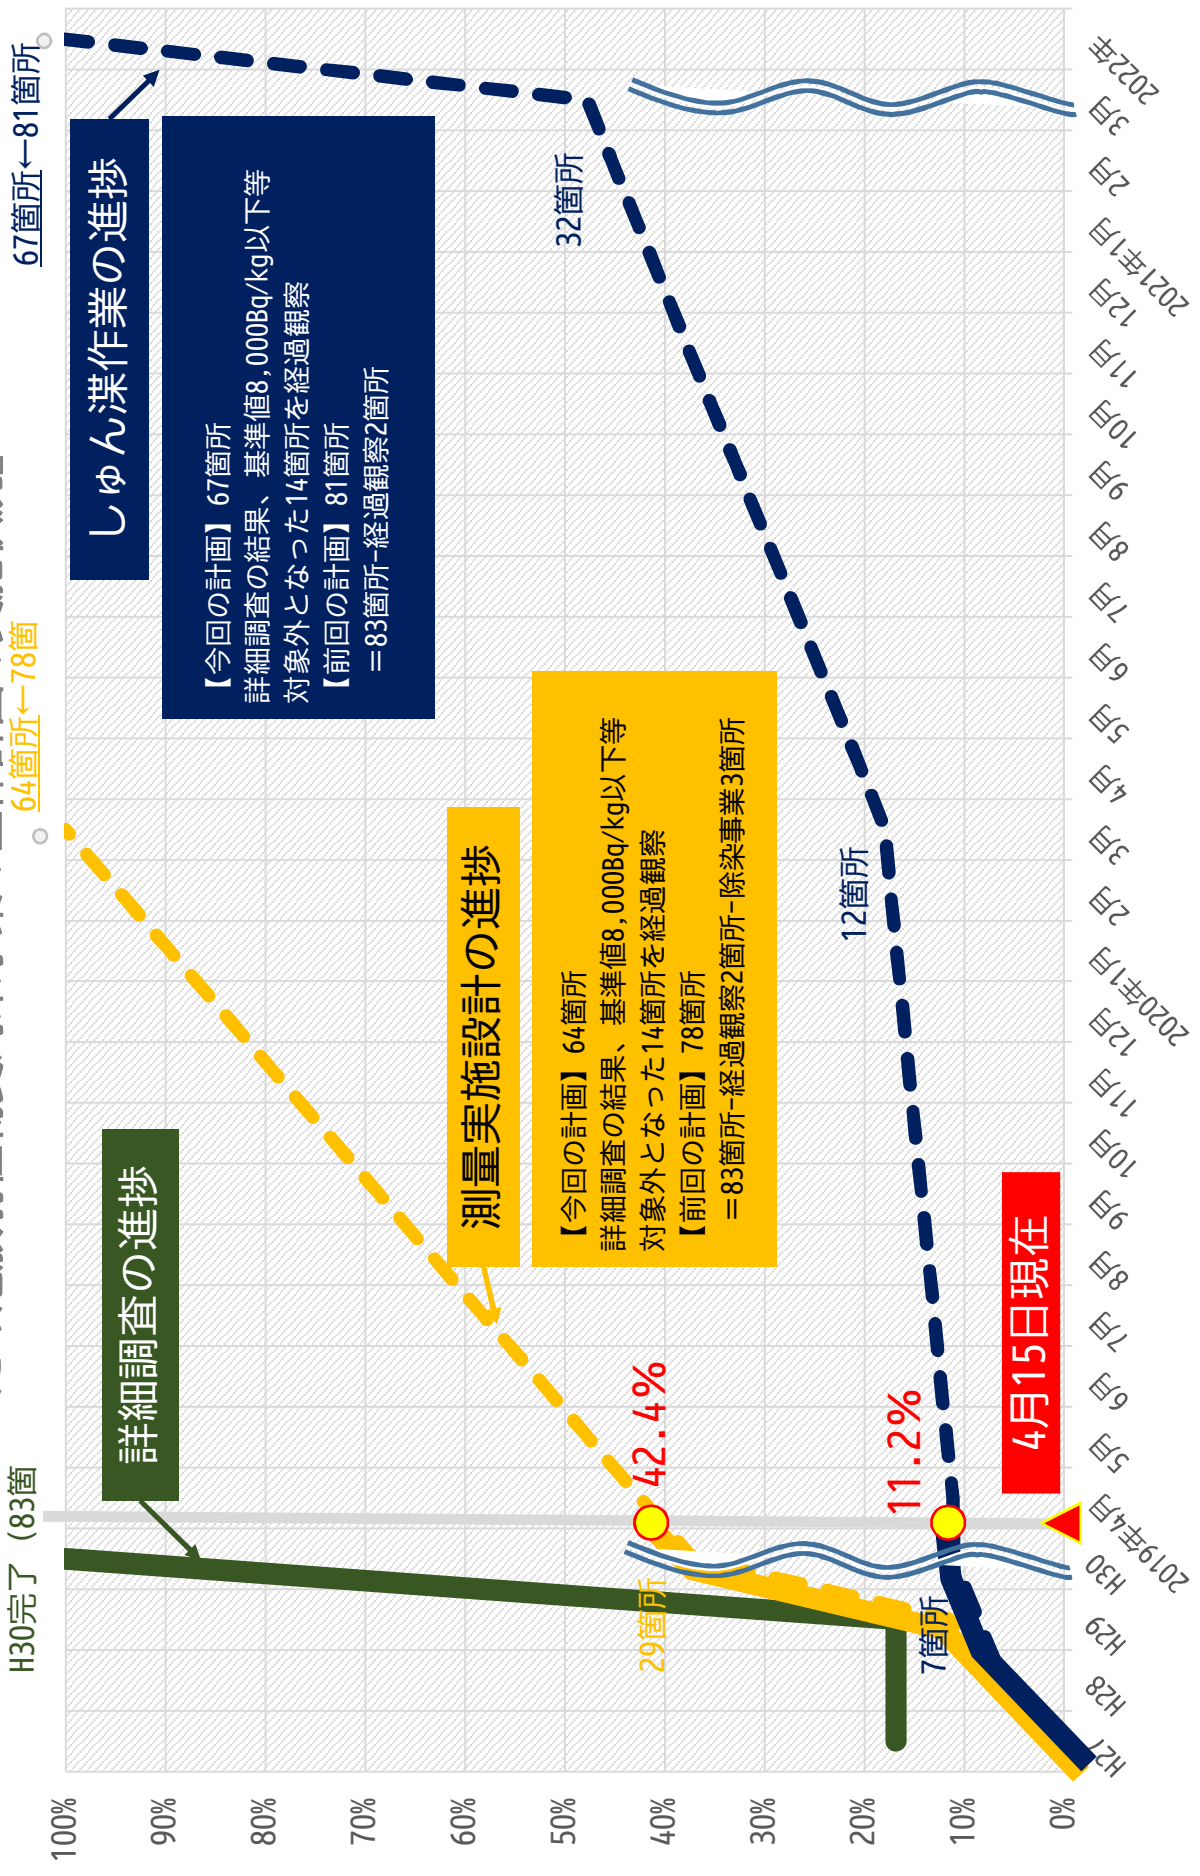 H30完了（83箇
64箇所←78箇
67箇所←81箇所
詳細調査の進捗
しゅん渫作業の進捗
【今回の計画】67箇所
詳細調査の結果、基準値8,000Bq/kg以下等
対象外となった14箇所を経過観察
【前回の計画】81箇所
＝83箇所-経過観察2箇所
測量実施設計の進捗
【今回の計画】64箇所
詳細調査の結果、基準値8,000Bq/kg以下等
対象外となった14箇所を経過観察
【前回の計画】78箇所
＝83箇所-経過観察2箇所-除染事業3箇所
32箇所
12箇所
29箇所
42.4%
7箇所
11.2%
4月15日現在
100%
90%
80%
70%
60%
50%
40%
30%
20%
10%
0%
H27
H28
H29
H30
2019年4月
5月
6月
7月
8月
9月
10月
11月
12月
2020年1月
2月
3月
4月
5月
6月
7月
8月
9月
10月
11月
12月
2021年1月
2月
3月
2022年